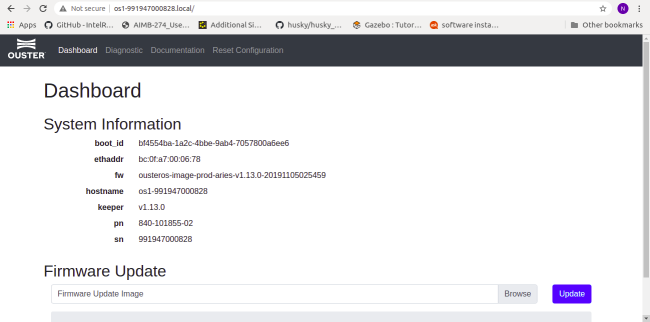 Not secure | os1-991947000828.local/
N
Apps GitHub - IntelR... AIMB-274_Use... Additional Si... husky/husky_... Gazebo : Tutor... software insta... Other bookmarks
OUSTER Dashboard Diagnostic Documentation Reset Configuration
Dashboard
System Information
boot_id bf4554ba-1a2c-4bbe-9ab4-7057800a6ee6
ethaddr bc:0f:a7:00:06:78
fw ousteros-image-prod-aries-v1.13.0-20191105025459
hostname os1-991947000828
keeper v1.13.0
pn 840-101855-02
sn 991947000828
Firmware Update
Firmware Update Image Browse Update